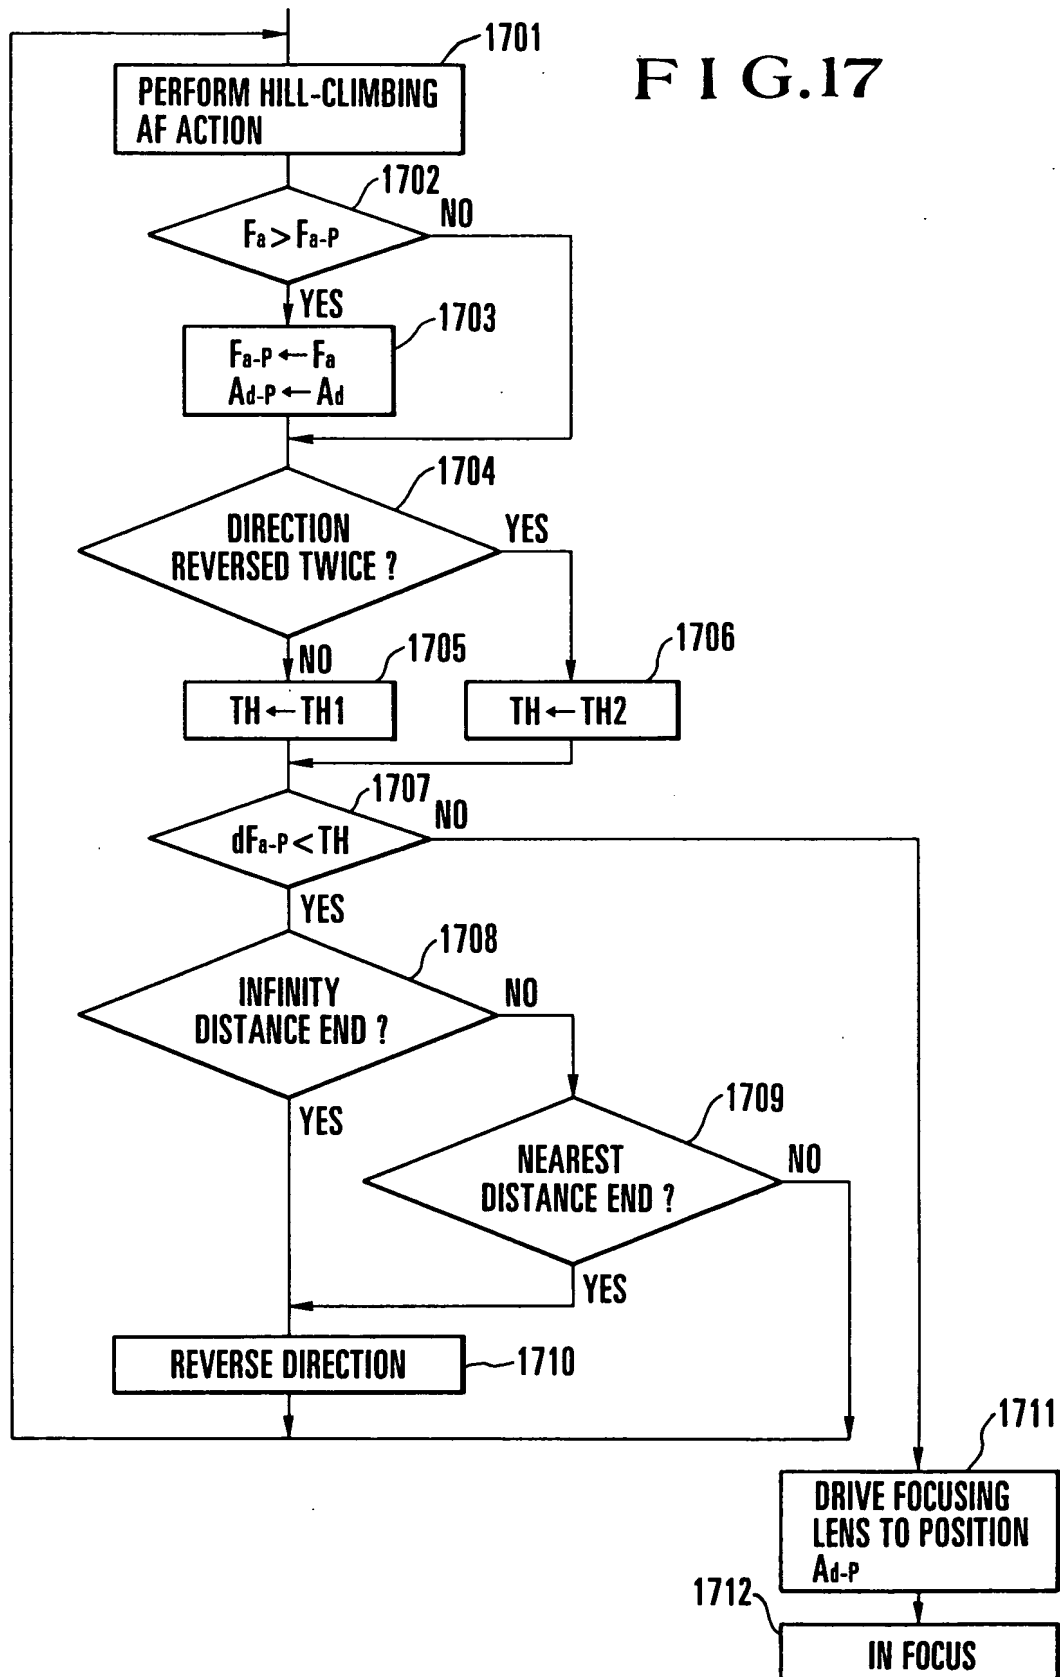 FIG.17
1701
PERFORM HILL-CLIMBING
AF ACTION
1702
Fa > Fa-P
NO
YES
1703
Fa-P ← Fa
Ad-P ← Ad
1704
DIRECTION
REVERSED TWICE ?
YES
NO
1705
TH ← TH1
1706
TH ← TH2
1707
dFa-P < TH
NO
YES
1708
INFINITY
DISTANCE END ?
NO
YES
1709
NEAREST
DISTANCE END ?
NO
YES
REVERSE DIRECTION
1710
1711
DRIVE FOCUSING
LENS TO POSITION
Ad-P
1712
IN FOCUS